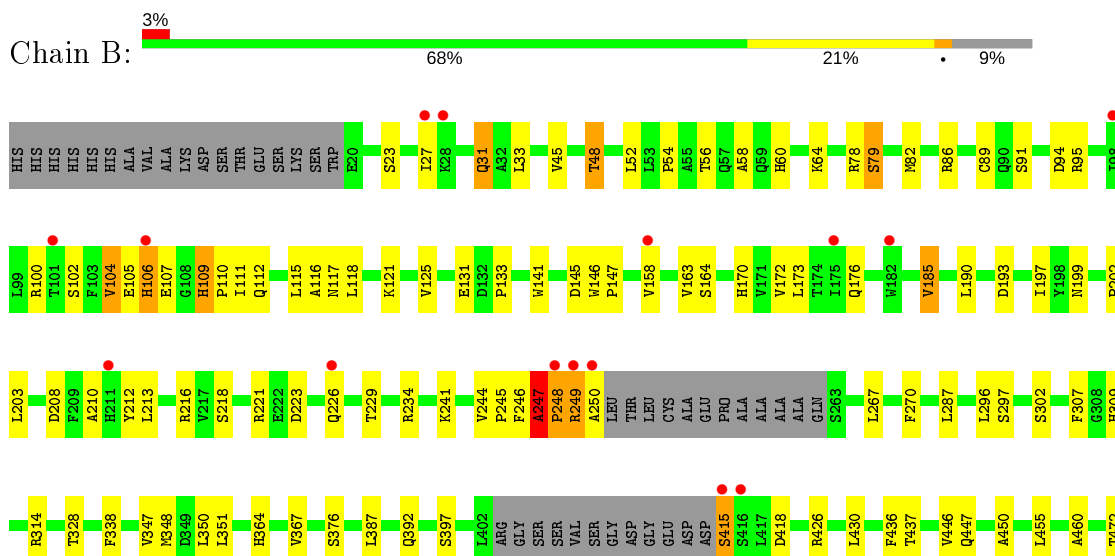 3%
Chain B:
68% 21% • 9%
HIS HIS HIS HIS HIS HIS ALA VAL ALA LYS ASP SER THR GLU SER LYS SER TRP E20 S23 I27 K28 Q31 A32 L33 V45 T48 L52 L53 P54 A55 T56 Q57 A58 Q59 H60 K64 R78 S79 M82 R86 C89 Q90 S91 D94 R95 I98
L99 R100 T101 S102 F103 V104 E105 H106 E107 G108 H109 P110 I111 Q112 L115 A116 N117 L118 K121 V125 E131 D132 P133 W141 D145 W146 P147 V158 V163 S164 H170 V171 V172 L173 T174 I175 Q176 W182 V185 L190 D193 I197 Y198 N199 P202
L203 D208 F209 A210 H211 Y212 L213 R216 V217 S218 R221 E222 D223 Q226 T229 R234 K241 V244 P245 F246 A247 P248 R249 A250 LEU THR LEU CYS ALA GLU PRO ALA ALA ALA ALA GLN S263 L267 F270 L287 L296 S297 S302 F307 G308 H309
R314 T328 F338 V347 M348 D349 L350 L351 H364 V367 S376 L387 Q392 S397 L402 ARG GLY SER SER VAL SER GLY ASP GLY GLU ASP ASP S415 S416 L417 D418 R426 L430 F436 T437 V446 Q447 A450 L455 A460